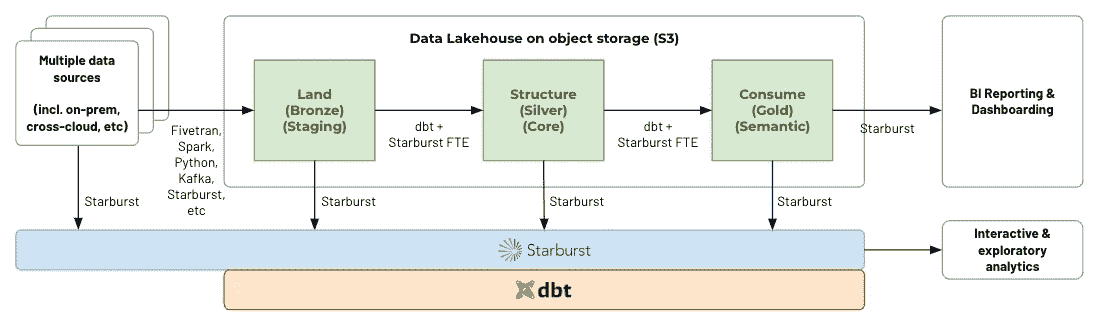 Data Lakehouse on object storage (S3)
Multiple data
sources
(incl. on-prem,
cross-cloud, etc)
Fivetran,
Spark,
Python,
Kafka,
Starburst,
etc
Land
(Bronze)
(Staging)
dbt +
Starburst FTE
Structure
(Silver)
(Core)
dbt +
Starburst FTE
Consume
(Gold)
(Semantic)
Starburst
BI Reporting &
Dashboarding
Starburst
Starburst
Starburst
Starburst
Starburst
Interactive &
exploratory
analytics
dbt